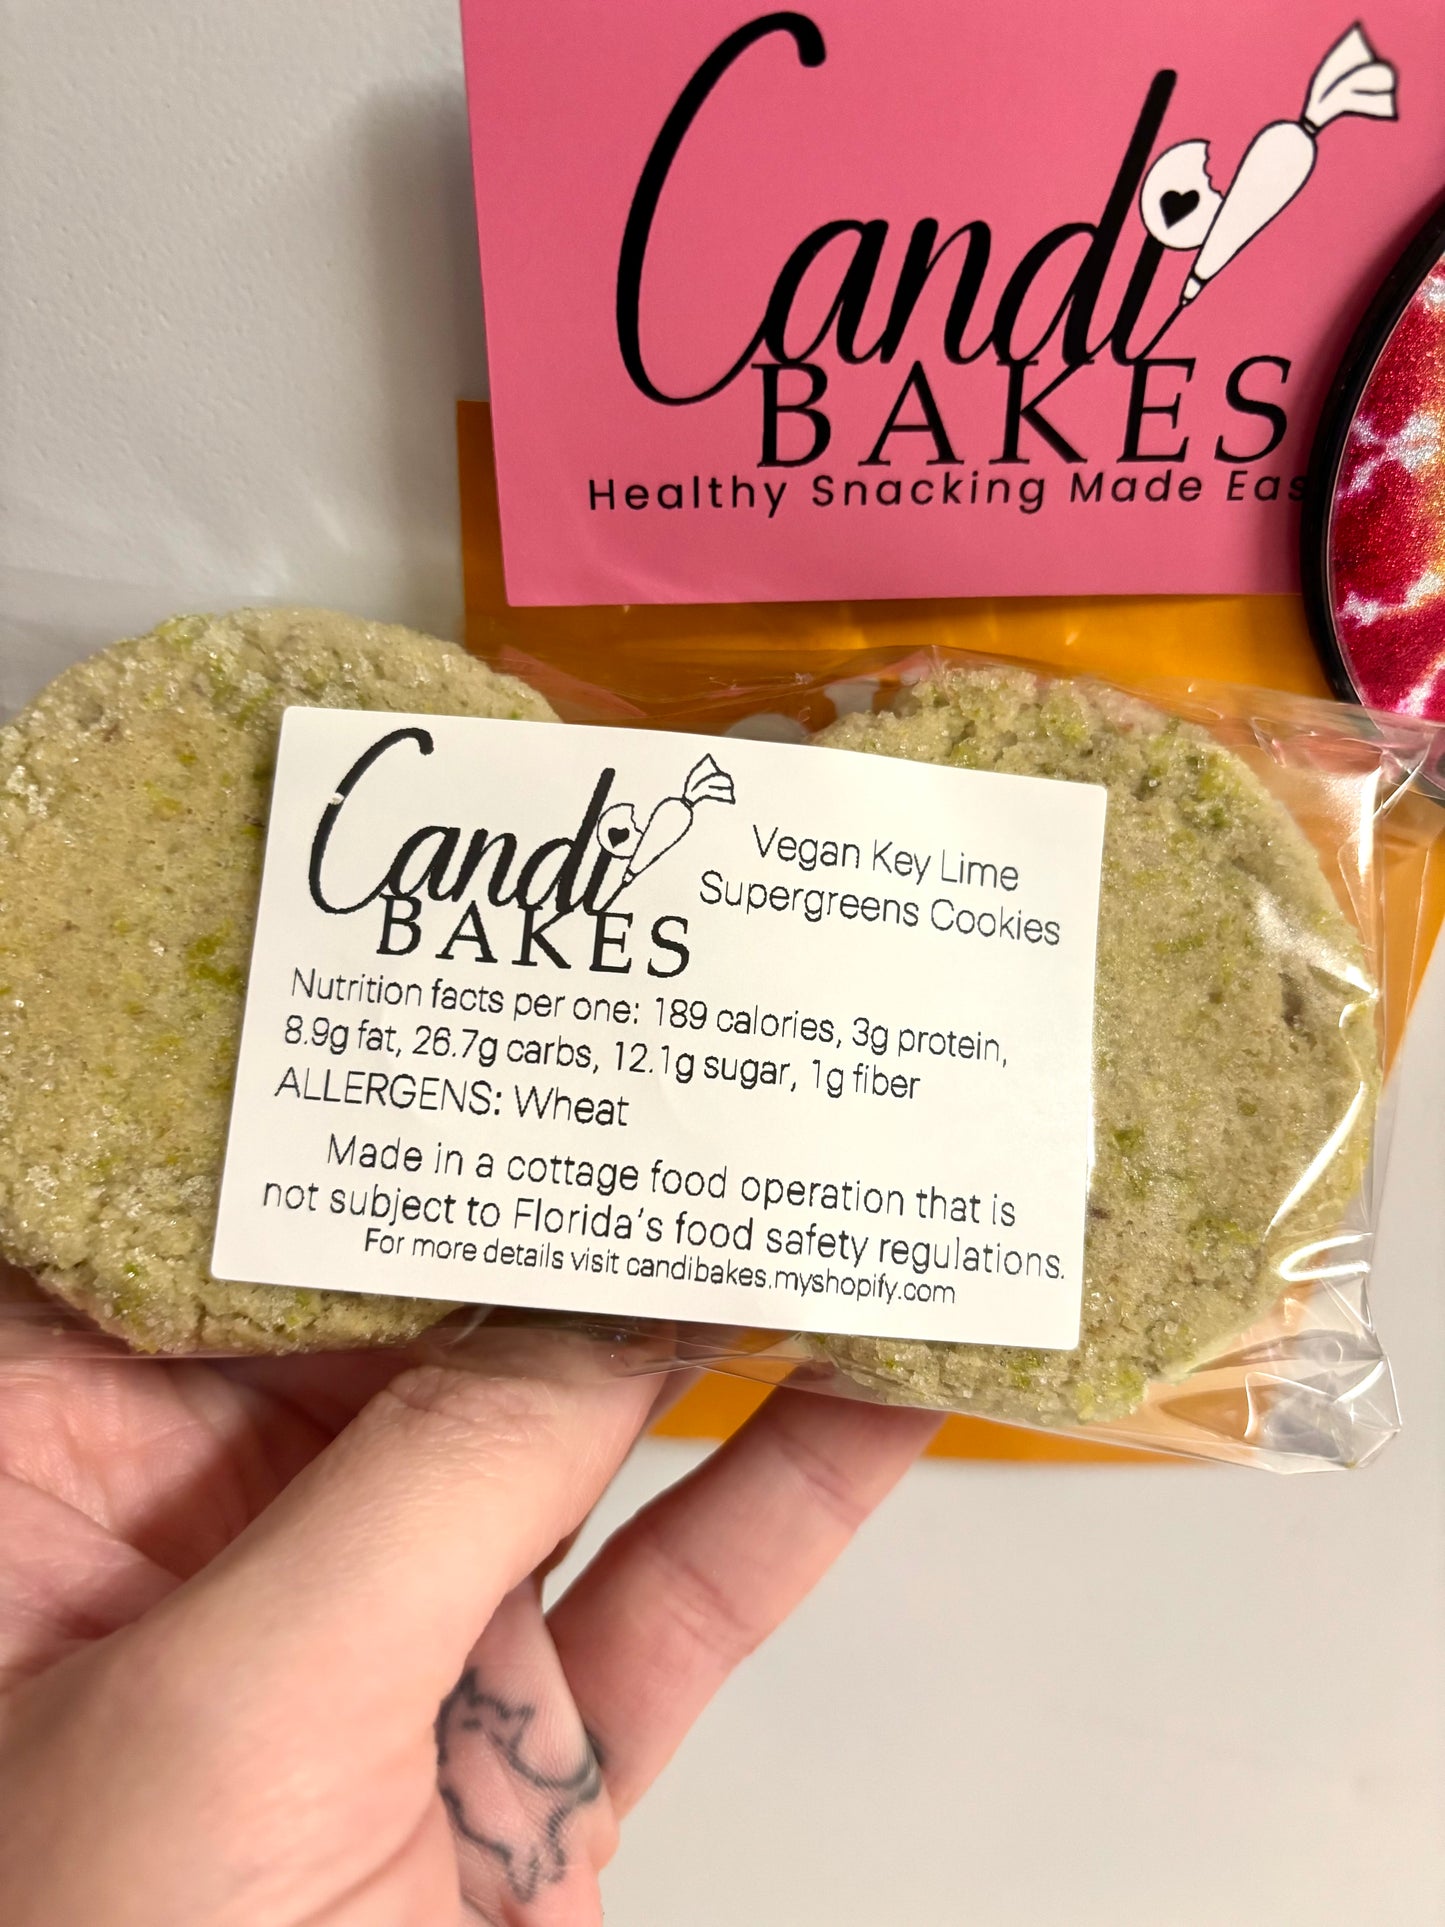 Candi
BAKES
Healthy Snacking Made
Candi
BAKES
Vegan Key Lime
Supergreens Cookies
Nutrition facts per one: 189 calories, 3g protein,
8.9g fat, 26.7g carbs, 12.1g sugar, 1g fiber
ALLERGENS: Wheat
Made in a cottage food operation that is
not subject to Florida's food safety regulations.
For more details visit candibakes.myshopify.com